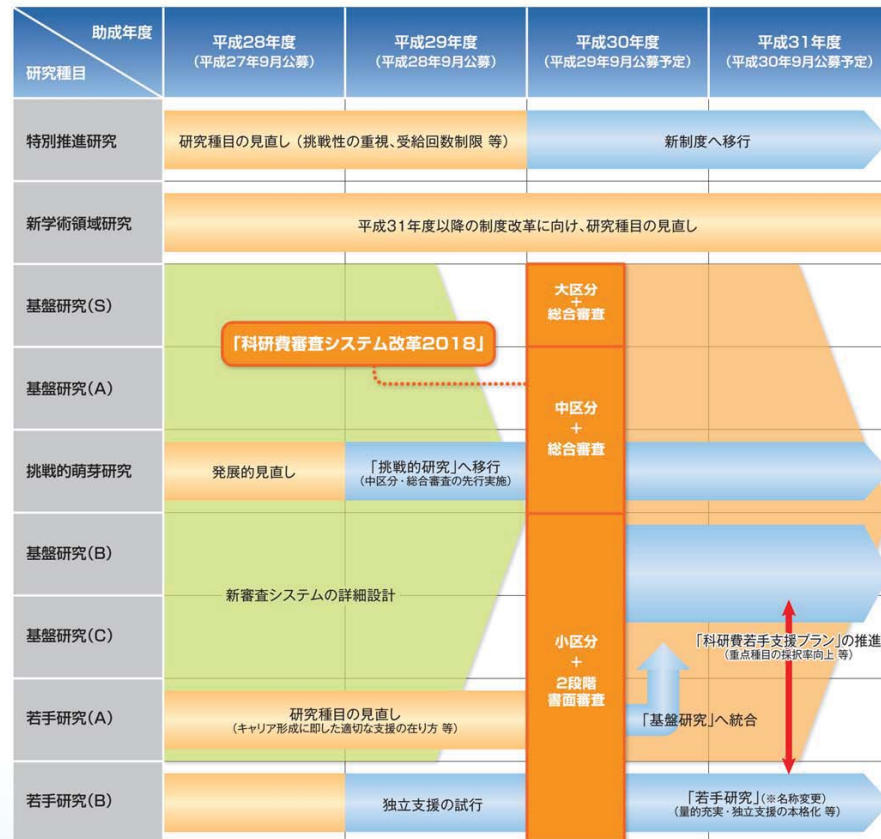 助成年度
研究種目
平成28年度
(平成27年9月公募)
平成29年度
(平成28年9月公募)
平成30年度
(平成29年9月公募予定)
平成31年度
(平成30年9月公募予定)
特別推進研究
研究種目の見直し(挑戦性の重視、受給回数制限 等)
新制度へ移行
新学術領域研究
平成31年度以降の制度改革に向け、研究種目の見直し
基盤研究(S)
大区分
+
総合審査
「科研費審査システム改革2018」
基盤研究(A)
中区分
+
総合審査
挑戦的萌芽研究
発展的見直し
「挑戦的研究」へ移行
(中区分・総合審査の先行実施)
基盤研究(B)
新審査システムの詳細設計
基盤研究(C)
小区分
+
2段階
書面審査
「科研費若手支援プラン」の推進
(重点種目の採択率向上 等)
若手研究(A)
研究種目の見直し
(キャリア形成に即した適切な支援の在り方 等)
「基盤研究」へ統合
若手研究(B)
独立支援の試行
「若手研究」(※名称変更)
(量的充実・独立支援の本格化 等)